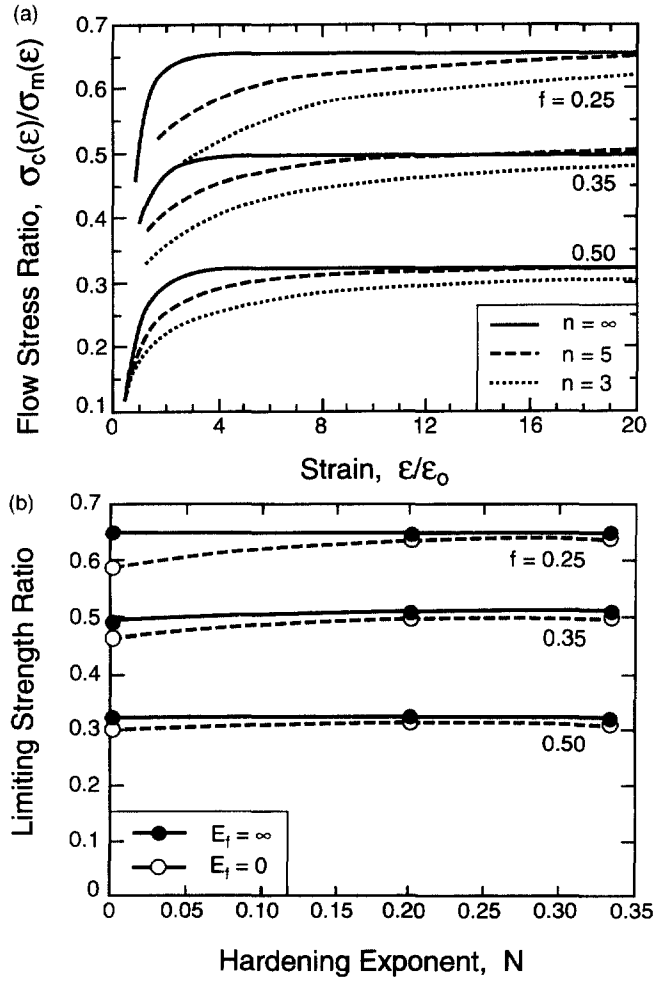 (a)
0.7
0.6
0.5
0.4
0.3
0.2
0.1
Flow Stress Ratio, σc(ε)/σm(ε)
f = 0.25
0.35
0.50
n = ∞
n = 5
n = 3
0 4 8 12 16 20
Strain, ε/εo
(b)
0.7
0.6
0.5
0.4
0.3
0.2
0.1
0
Limiting Strength Ratio
f = 0.25
0.35
0.50
Ef = ∞
Ef = 0
0 0.05 0.10 0.15 0.20 0.25 0.30 0.35
Hardening Exponent, N